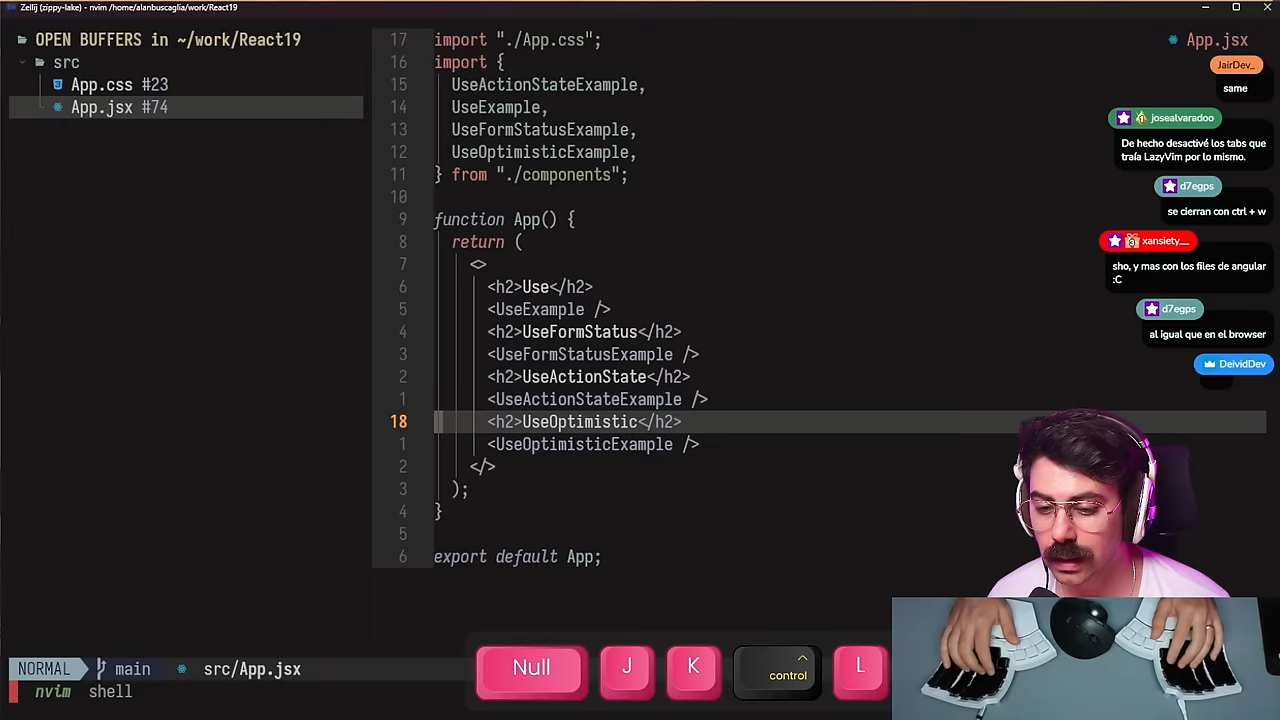 Zellij (zippy-lake) - nvim /home/alanbuscaglia/work/React19
OPEN BUFFERS in ~/work/React19
src
App.css #23
App.jsx #74
17 import "./App.css";
16 import {
15 UseActionStateExample,
14 UseExample,
13 UseFormStatusExample,
12 UseOptimisticExample,
11 } from "./components";
10
9 function App() {
8 return (
7 <>
6 <h2>Use</h2>
5 <UseExample />
4 <h2>UseFormStatus</h2>
3 <UseFormStatusExample />
2 <h2>UseActionState</h2>
1 <UseActionStateExample />
18 <h2>UseOptimistic</h2>
1 <UseOptimisticExample />
2 </>
3 );
4 }
5
6 export default App;
App.jsx
JairDev_
same
josealvaradoo
De hecho desactivé los tabs que
traía LazyVim por lo mismo.
d7egps
se cierran con ctrl + w
xansiety__
sho, y mas con los files de angular
:C
d7egps
al igual que en el browser
DeividDev
NORMAL main src/App.jsx
nvim shell
Null J K control L